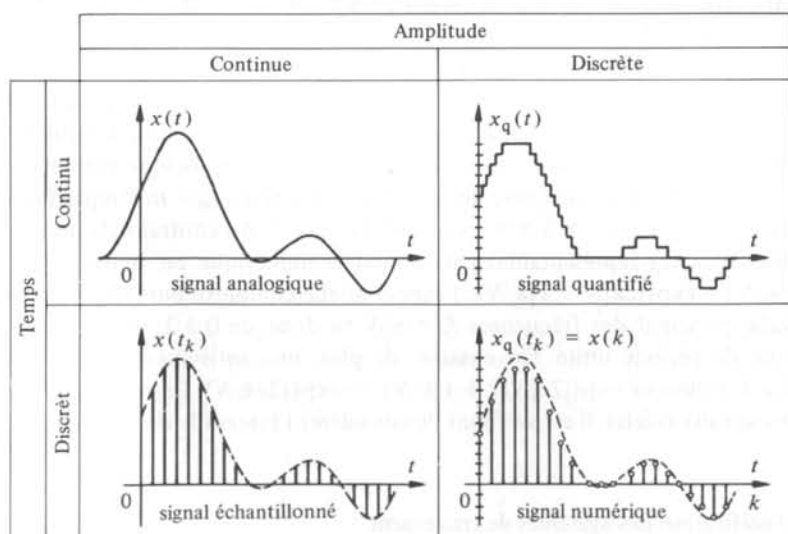 Amplitude
Continue
Discrète
Temps
Continu
x(t)
t
0
signal analogique
x_q(t)
t
0
signal quantifié
Discrét
x(t_k)
t
0
signal échantillonné
x_q(t_k) = x(k)
t
0
k
signal numérique